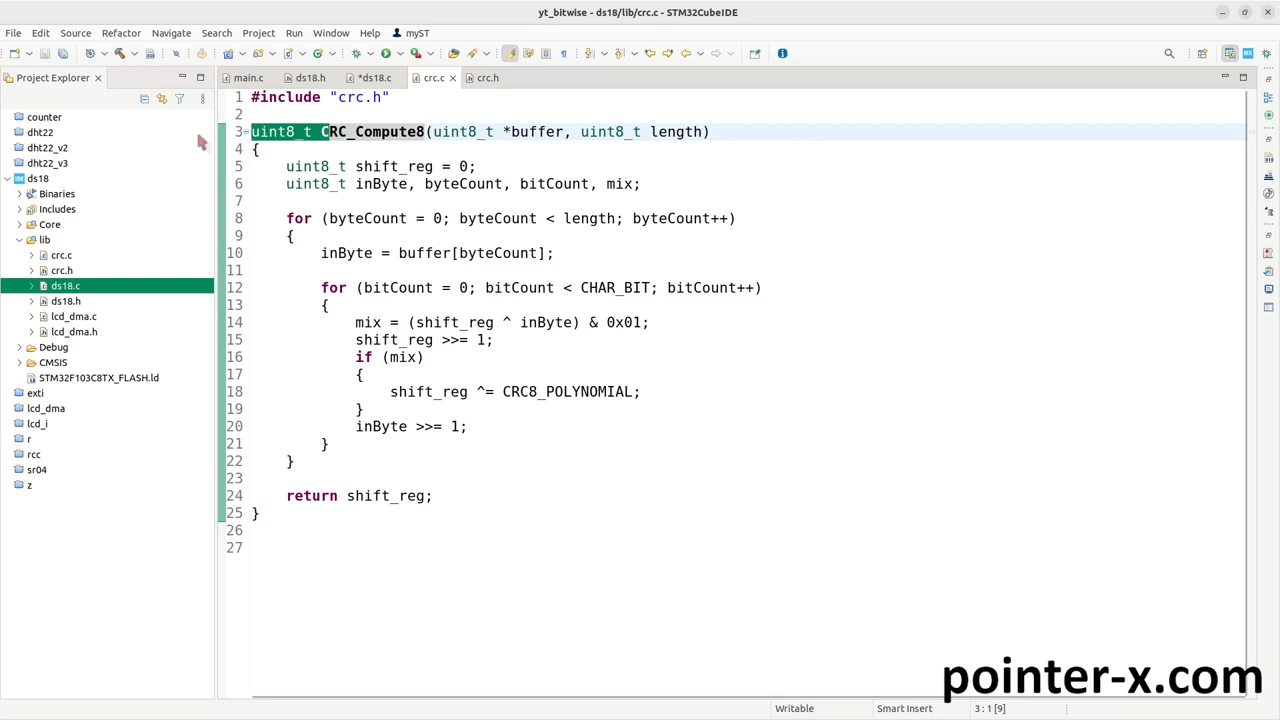 yt_bitwise - ds18/lib/crc.c - STM32CubeIDE
File Edit Source Refactor Navigate Search Project Run Window Help myST
Project Explorer
main.c ds18.h *ds18.c crc.c crc.h
counter
dht22
dht22_v2
dht22_v3
ds18
Binaries
Includes
Core
lib
crc.c
crc.h
ds18.c
ds18.h
lcd_dma.c
lcd_dma.h
Debug
CMSIS
STM32F103C8TX_FLASH.ld
exti
lcd_dma
lcd_i
r
rcc
sr04
z
1 #include "crc.h"
2
3 uint8_t CRC_Compute8(uint8_t *buffer, uint8_t length)
4 {
5 uint8_t shift_reg = 0;
6 uint8_t inByte, byteCount, bitCount, mix;
7
8 for (byteCount = 0; byteCount < length; byteCount++)
9 {
10 inByte = buffer[byteCount];
11
12 for (bitCount = 0; bitCount < CHAR_BIT; bitCount++)
13 {
14 mix = (shift_reg ^ inByte) & 0x01;
15 shift_reg >>= 1;
16 if (mix)
17 {
18 shift_reg ^= CRC8_POLYNOMIAL;
19 }
20 inByte >>= 1;
21 }
22 }
23
24 return shift_reg;
25 }
26
27
pointer-x.com
Writable Smart Insert 3 : 1 [9]